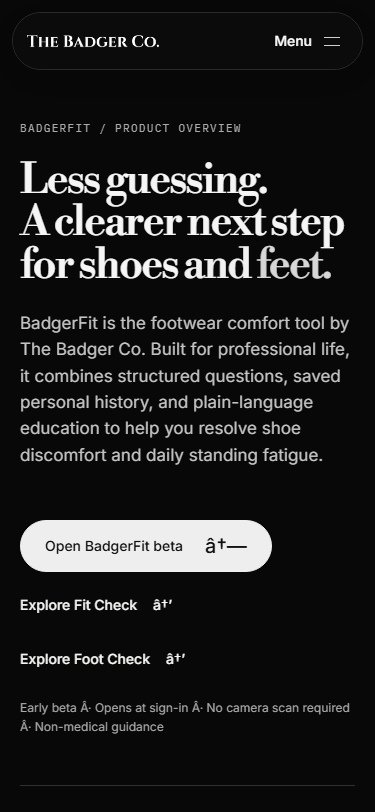 The Badger Co.
Menu
BADGERFIT / PRODUCT OVERVIEW
Less guessing.
A clearer next step
for shoes and feet.
BadgerFit is the footwear comfort tool by
The Badger Co. Built for professional life,
it combines structured questions, saved
personal history, and plain-language
education to help you resolve shoe
discomfort and daily standing fatigue.
Open BadgerFit beta â†—
Explore Fit Check â†’
Explore Foot Check â†’
Early beta Â· Opens at sign-in Â· No camera scan required
Â· Non-medical guidance